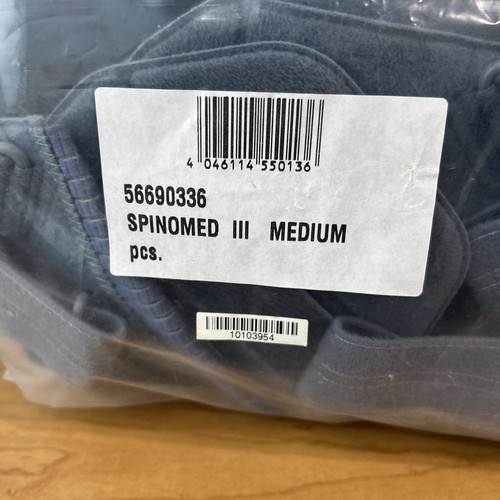 4 046114 550136
56690336
SPINOMED III MEDIUM
pcs.
10103954